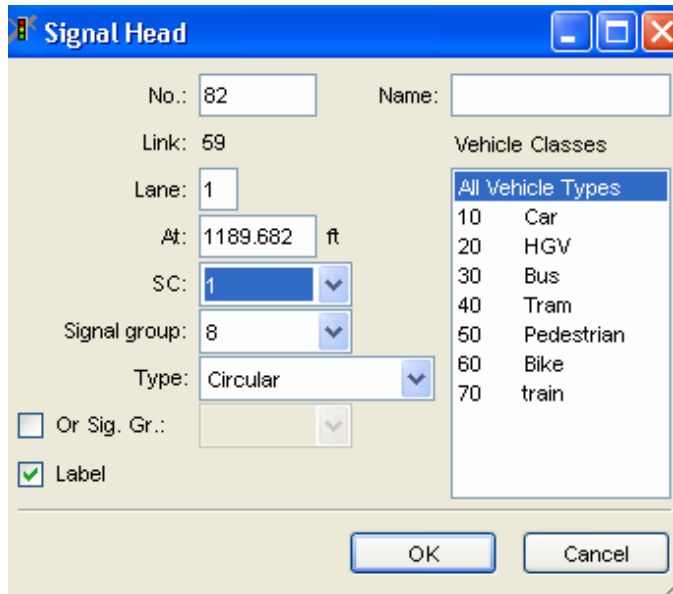 Signal Head
No.: 82 Name:
Link: 59 Vehicle Classes
Lane: 1
At: 1189.682 ft
SC: 1
Signal group: 8
Type: Circular
Or Sig. Gr.:
Label
All Vehicle Types
10 Car
20 HGV
30 Bus
40 Tram
50 Pedestrian
60 Bike
70 train
OK Cancel